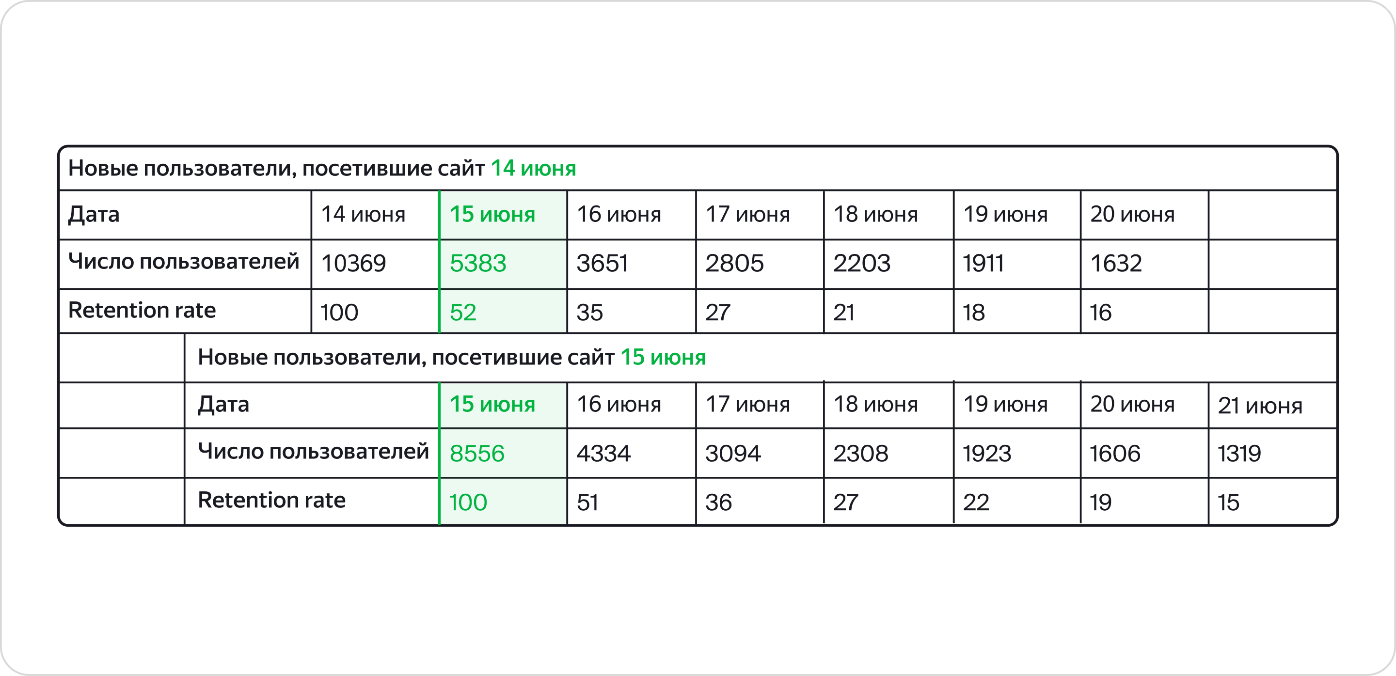 Новые пользователи, посетившие сайт 14 июня
Дата 14 июня 15 июня 16 июня 17 июня 18 июня 19 июня 20 июня
Число пользователей 10369 5383 3651 2805 2203 1911 1632
Retention rate 100 52 35 27 21 18 16
Новые пользователи, посетившие сайт 15 июня
Дата 15 июня 16 июня 17 июня 18 июня 19 июня 20 июня 21 июня
Число пользователей 8556 4334 3094 2308 1923 1606 1319
Retention rate 100 51 36 27 22 19 15